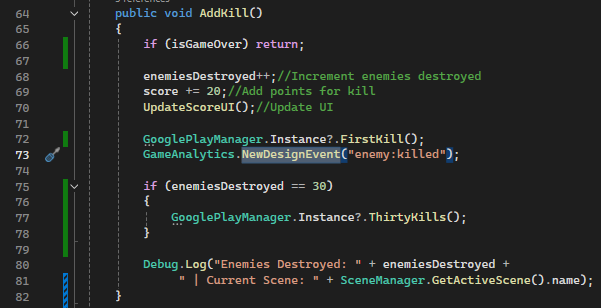 9 references
64 public void AddKill()
65 {
66 if (isGameOver) return;
67
68 enemiesDestroyed++;//Increment enemies destroyed
69 score += 20;//Add points for kill
70 UpdateScoreUI();//Update UI
71
72 GooglePlayManager.Instance?.FirstKill();
73 GameAnalytics.NewDesignEvent("enemy:killed");
74
75 if (enemiesDestroyed == 30)
76 {
77 GooglePlayManager.Instance?.ThirtyKills();
78 }
79
80 Debug.Log("Enemies Destroyed: " + enemiesDestroyed +
81 " | Current Scene: " + SceneManager.GetActiveScene().name);
82 }